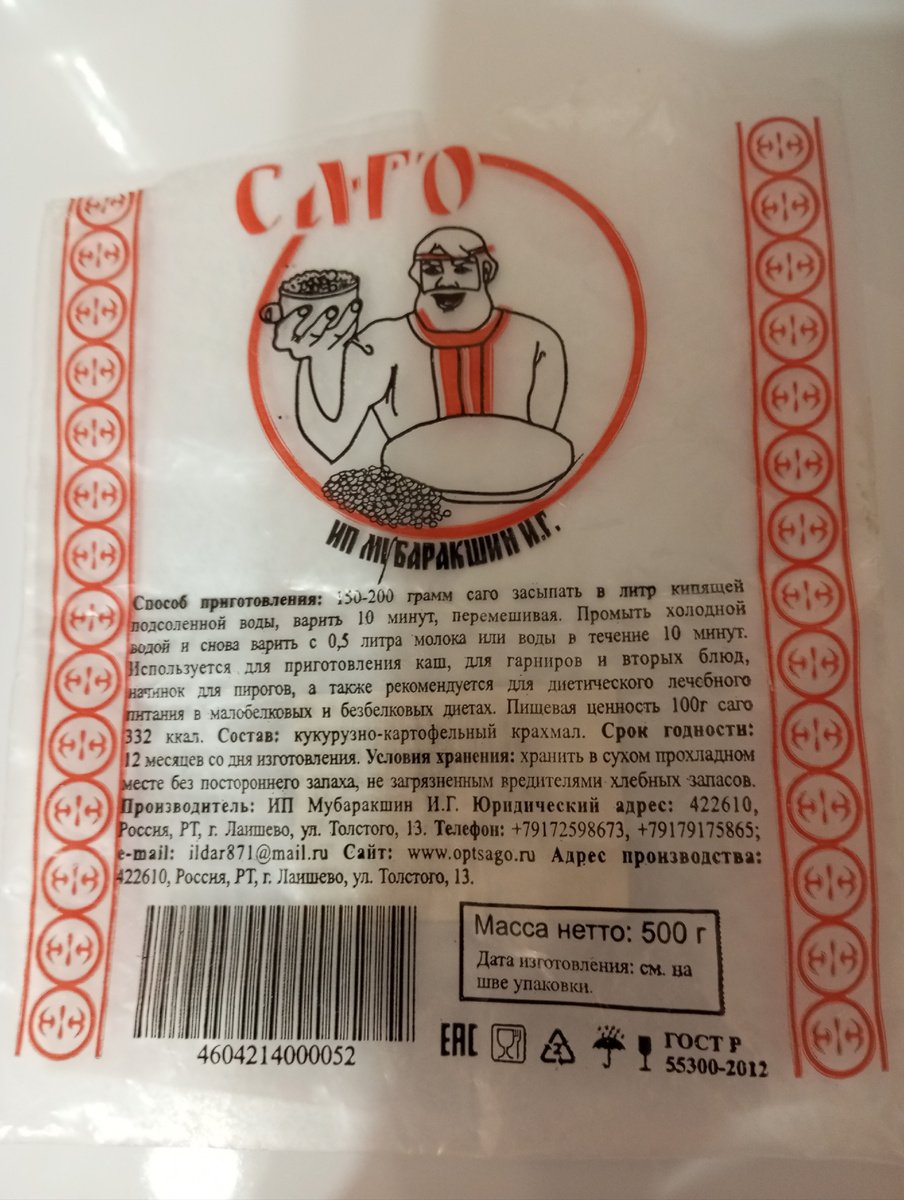 САГО
ИП МУБАРАКШИН И.Г.
Способ приготовления: 150-200 грамм саго засыпать в литр кипящей
подсоленной воды, варить 10 минут, перемешивая. Промыть холодной
водой и снова варить с 0,5 литра молока или воды в течение 10 минут.
Используется для приготовления каш, для гарниров и вторых блюд,
начинок для пирогов, а также рекомендуется для диетического лечебного
питания в малобелковых и безбелковых диетах. Пищевая ценность 100г саго
332 ккал. Состав: кукурузно-картофельный крахмал. Срок годности:
12 месяцев со дня изготовления. Условия хранения: хранить в сухом прохладном
месте без постороннего запаха, не загрязненным вредителями хлебных запасов.
Производитель: ИП Мубаракшин И.Г. Юридический адрес: 422610,
Россия, РТ, г. Лаишево, ул. Толстого, 13. Телефон: +79172598673, +79179175865;
e-mail: ildar871@mail.ru Сайт: www.optsago.ru Адрес производства:
422610, Россия, РТ, г. Лаишево, ул. Толстого, 13.
Масса нетто: 500 г
Дата изготовления: см. на
шве упаковки.
4604214000052
ЕАС
ГОСТ Р
55300-2012